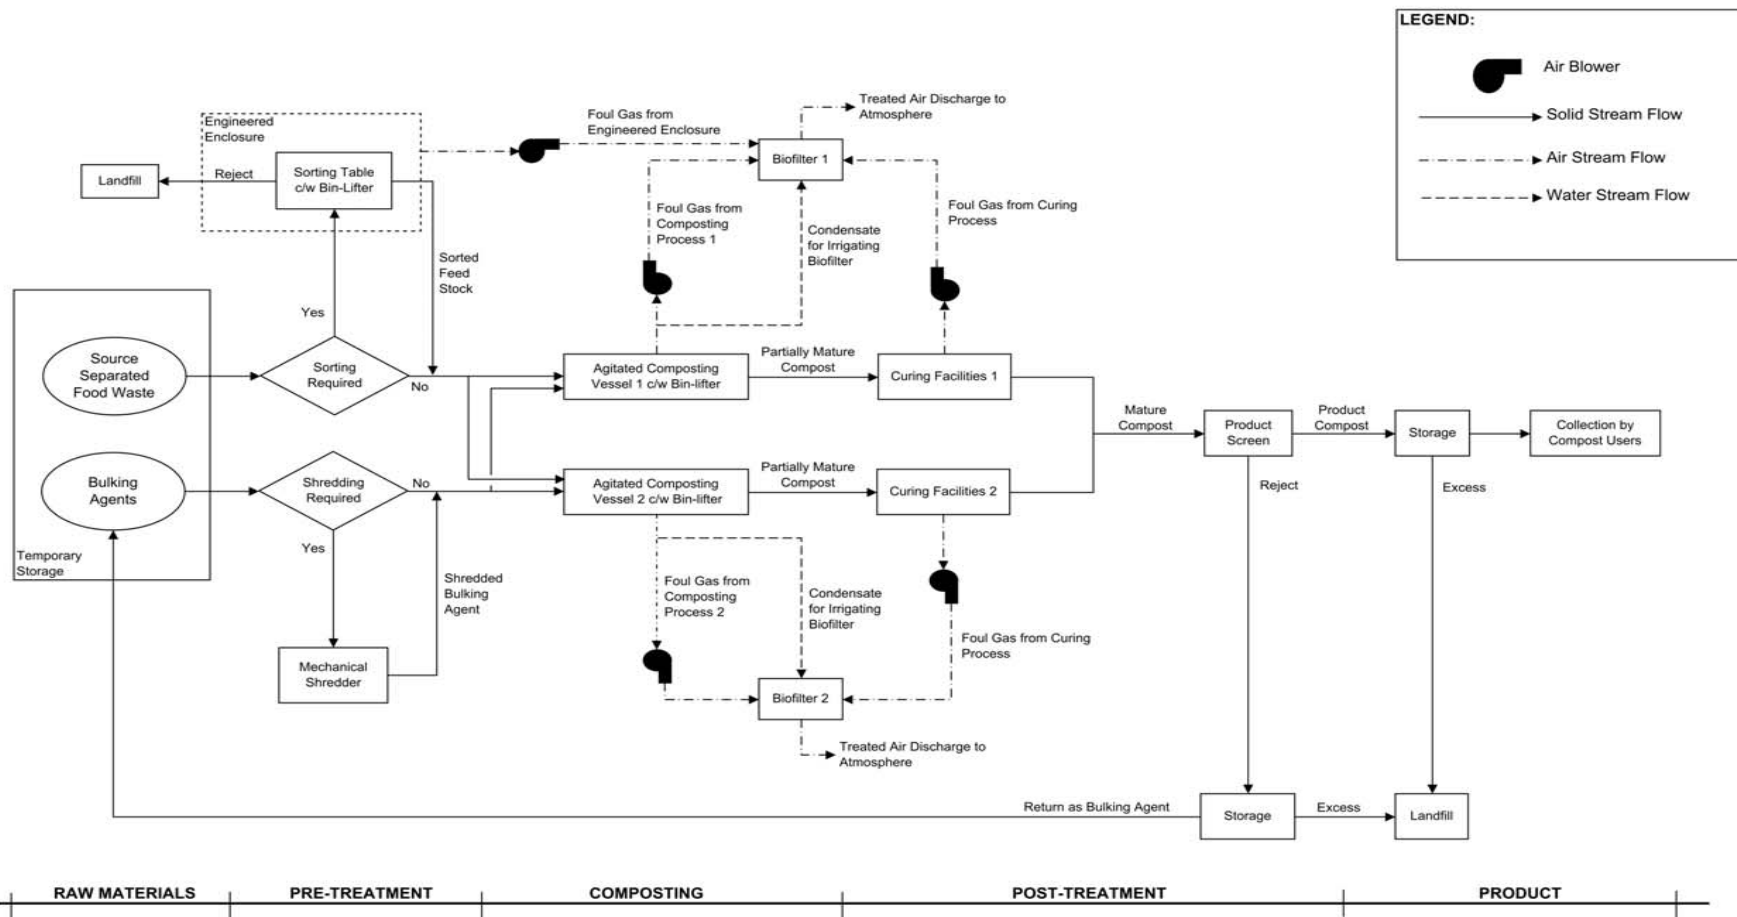 LEGEND:
Air Blower
Solid Stream Flow
Air Stream Flow
Water Stream Flow
Treated Air Discharge to
Atmosphere
Foul Gas from
Engineered Enclosure
Engineered
Enclosure
Biofilter 1
Landfill
Reject
Sorting Table
c/w Bin-Lifter
Foul Gas from
Composting
Process 1
Condensate
for Irrigating
Biofilter
Foul Gas from Curing
Process
Sorted
Feed
Stock
Yes
Source
Separated
Food Waste
Sorting
Required
No
Agitated Composting
Vessel 1 c/w Bin-lifter
Partially Mature
Compost
Curing Facilities 1
Mature
Compost
Product
Screen
Product
Compost
Storage
Collection by
Compost Users
Bulking
Agents
Shredding
Required
No
Agitated Composting
Vessel 2 c/w Bin-lifter
Partially Mature
Compost
Curing Facilities 2
Reject
Excess
Temporary
Storage
Yes
Shredded
Bulking
Agent
Foul Gas from
Composting
Process 2
Condensate
for Irrigating
Biofilter
Foul Gas from Curing
Process
Mechanical
Shredder
Biofilter 2
Treated Air Discharge to
Atmosphere
Return as Bulking Agent
Storage
Excess
Landfill
RAW MATERIALS
PRE-TREATMENT
COMPOSTING
POST-TREATMENT
PRODUCT